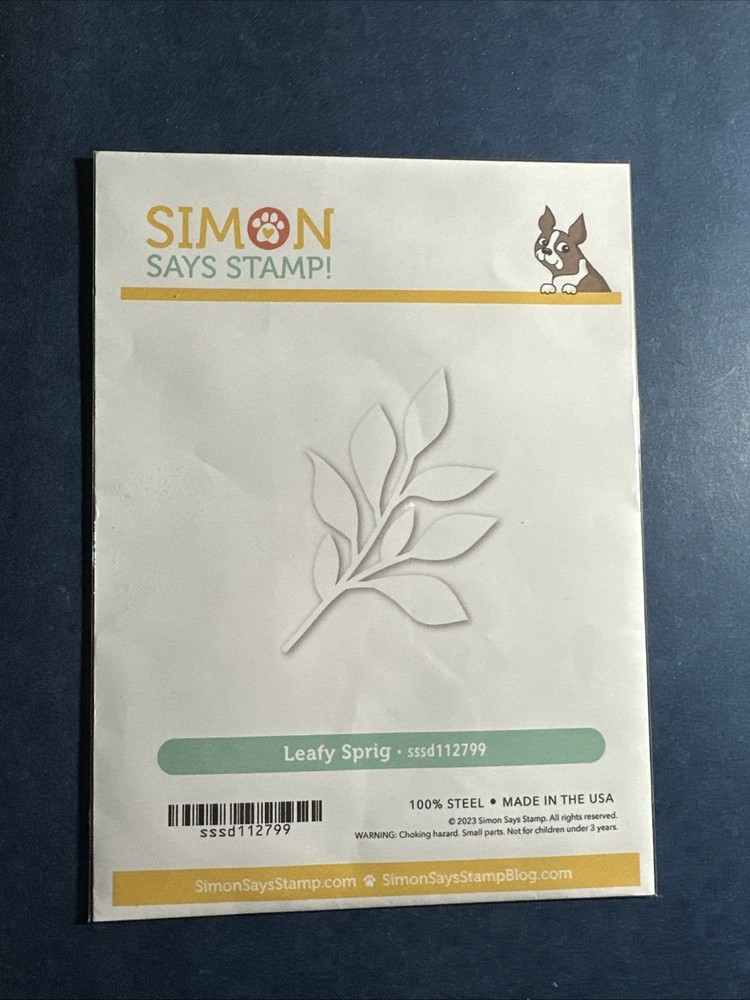 SIMON
SAYS STAMP!
Leafy Sprig • sssd112799
sssd112799
100% STEEL • MADE IN THE USA
© 2023 Simon Says Stamp. All rights reserved.
WARNING: Choking hazard. Small parts. Not for children under 3 years.
SimonSaysStamp.com SimonSaysStampBlog.com